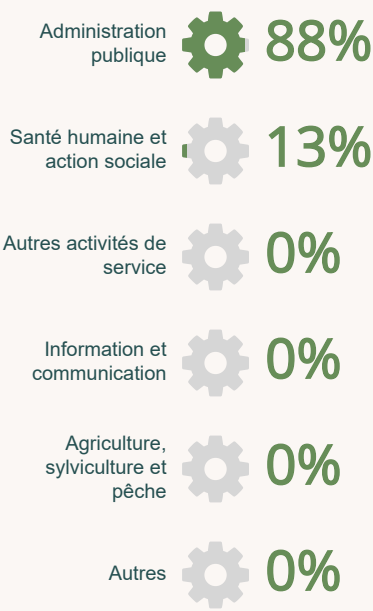 Administration
publique
88%
Santé humaine et
action sociale
13%
Autres activités de
service
0%
Information et
communication
0%
Agriculture,
sylviculture et
pêche
0%
Autres
0%